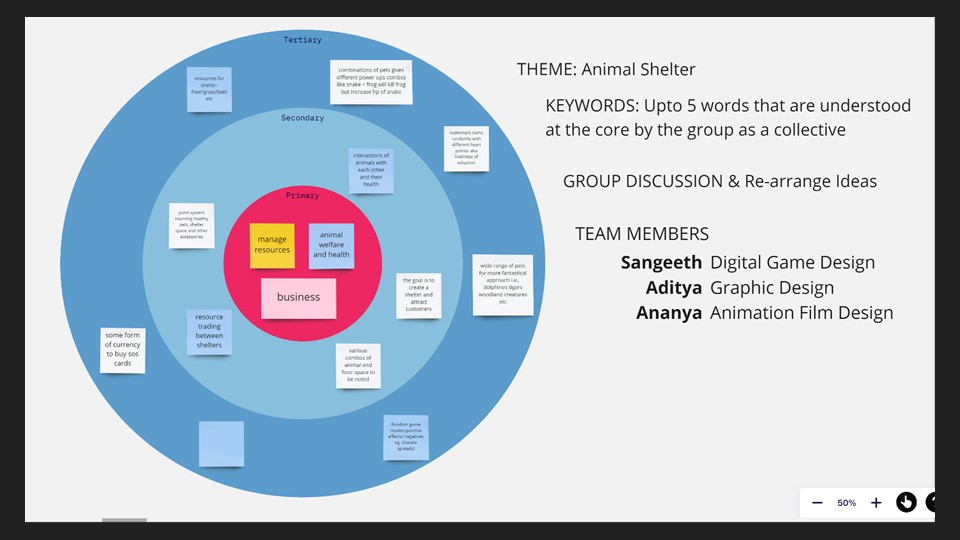 Tertiary
resources for
shelter-
floor/grass/bath
etc
combinations of pets gives
different power ups combos
like snake + frog will kill frog
but increase hp of snake
Secondary
customers come
randomly with
different heart
points- aka
likeliness of
adoption
interactions of
animals with
each other
and their
health
Primary
point system
counting healthy
pets, shelter
space and other
accessories
manage
resources
animal
welfare
and health
business
the goal is to
create a
shelter and
attract
customers
wide range of pets
for more fantastical
approach i.e.,
dolphines tigers
woodland creatures
etc
some form
of currency
to buy sos
cards
resource
trading
between
shelters
various
combos of
animal and
floor space to
be noted
Random game
modes (positive
effects/ negatives
eg. disease
spreads)
THEME: Animal Shelter
KEYWORDS: Upto 5 words that are understood
at the core by the group as a collective
GROUP DISCUSSION & Re-arrange Ideas
TEAM MEMBERS
Sangeeth Digital Game Design
Aditya Graphic Design
Ananya Animation Film Design
50%